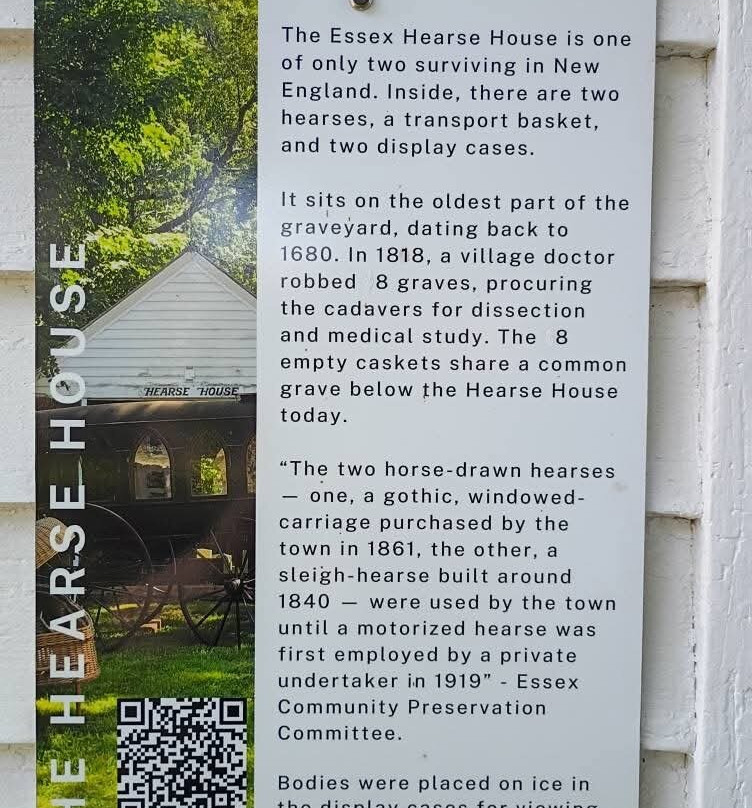 The Essex Hearse House is one
of only two surviving in New
England. Inside, there are two
hearses, a transport basket,
and two display cases.
It sits on the oldest part of the
graveyard, dating back to
1680. In 1818, a village doctor
robbed 8 graves, procuring
the cadavers for dissection
and medical study. The 8
empty caskets share a common
grave below the Hearse House
today.
“The two horse-drawn hearses
— one, a gothic, windowed-
carriage purchased by the
town in 1861, the other, a
sleigh-hearse built around
1840 — were used by the town
until a motorized hearse was
first employed by a private
undertaker in 1919” - Essex
Community Preservation
Committee.
Bodies were placed on ice in
the display cases for viewing
HE HEARSE HOUSE
HEARSE HOUSE